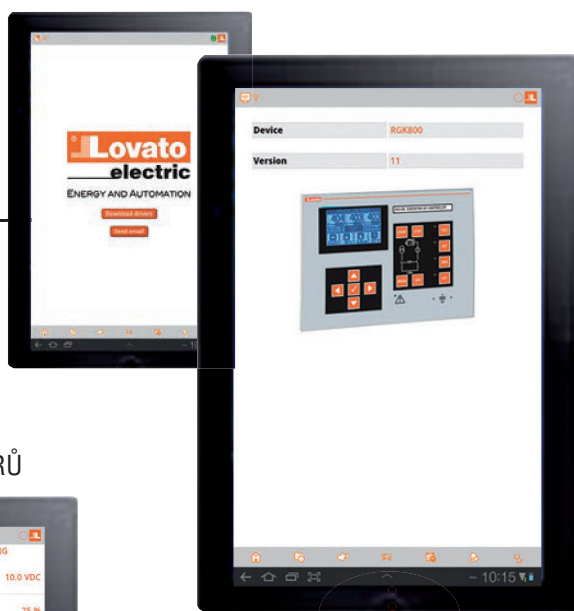 Lovato
electric
ENERGY AND AUTOMATION
Download drivers
Send email
Device RGK800
Version 11
10:15
RŮ
NG
10.0 VDC
25 %